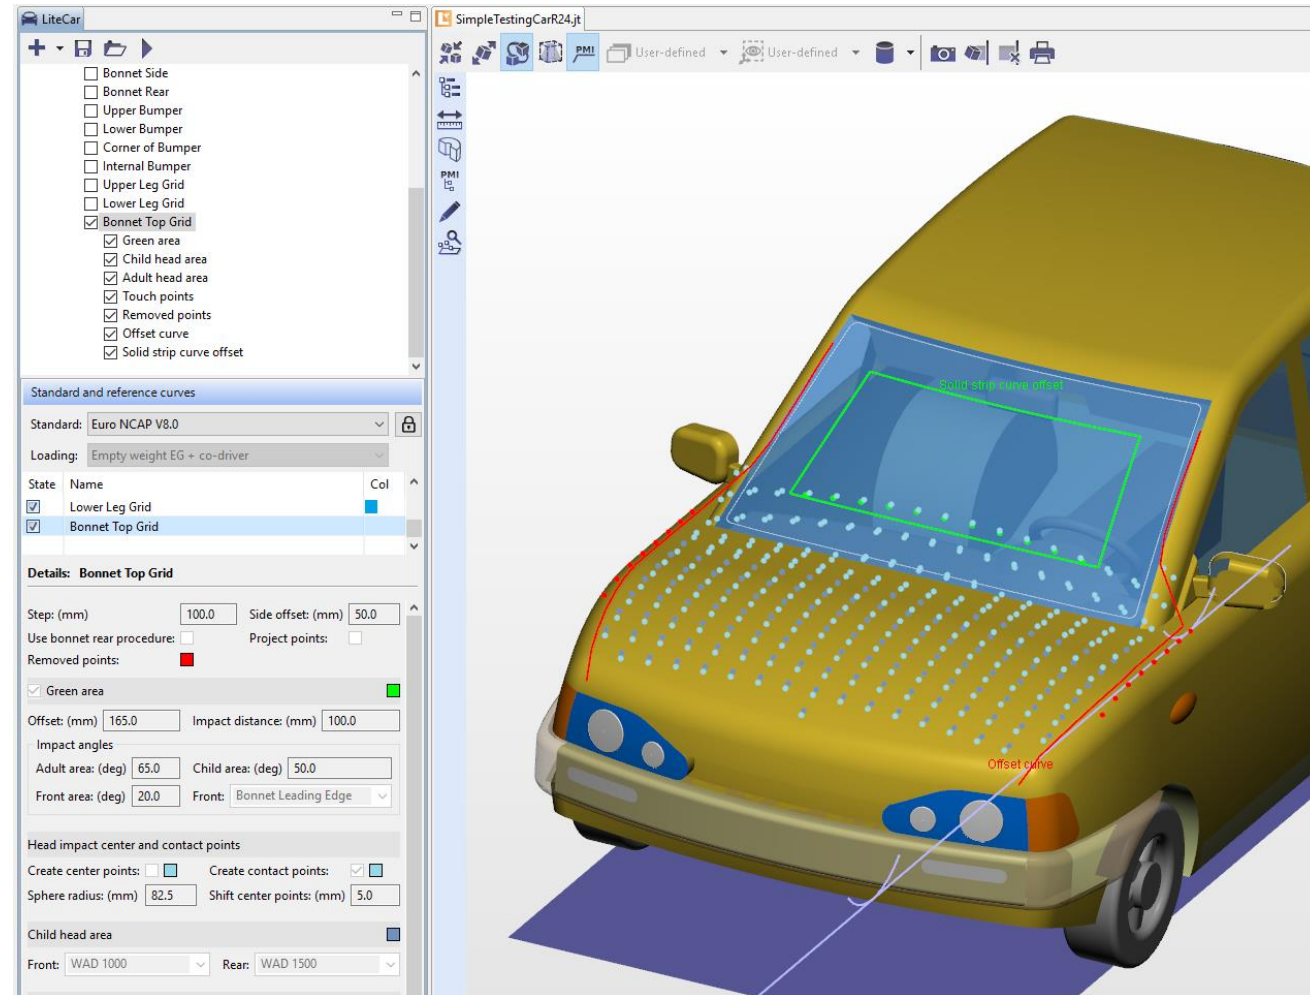 LiteCar
SimpleTestingCarR24.jt
PMI User-defined User-defined
Bonnet Side
Bonnet Rear
Upper Bumper
Lower Bumper
Corner of Bumper
Internal Bumper
Upper Leg Grid
Lower Leg Grid
Bonnet Top Grid
Green area
Child head area
Adult head area
Touch points
Removed points
Offset curve
Solid strip curve offset
Standard and reference curves
Standard: Euro NCAP V8.0
Loading: Empty weight EG + co-driver
State Name Col
Lower Leg Grid
Bonnet Top Grid
Details: Bonnet Top Grid
Step: (mm) 100.0 Side offset: (mm) 50.0
Use bonnet rear procedure: Project points:
Removed points:
Green area
Offset: (mm) 165.0 Impact distance: (mm) 100.0
Impact angles
Adult area: (deg) 65.0 Child area: (deg) 50.0
Front area: (deg) 20.0 Front: Bonnet Leading Edge
Head impact center and contact points
Create center points: Create contact points:
Sphere radius: (mm) 82.5 Shift center points: (mm) 5.0
Child head area
Front: WAD 1000 Rear: WAD 1500
PMI
Solid strip curve offset
Offset curve